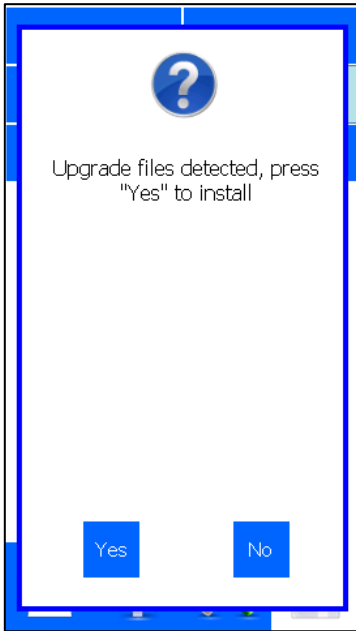 ?
Upgrade files detected, press
"Yes" to install
Yes
No